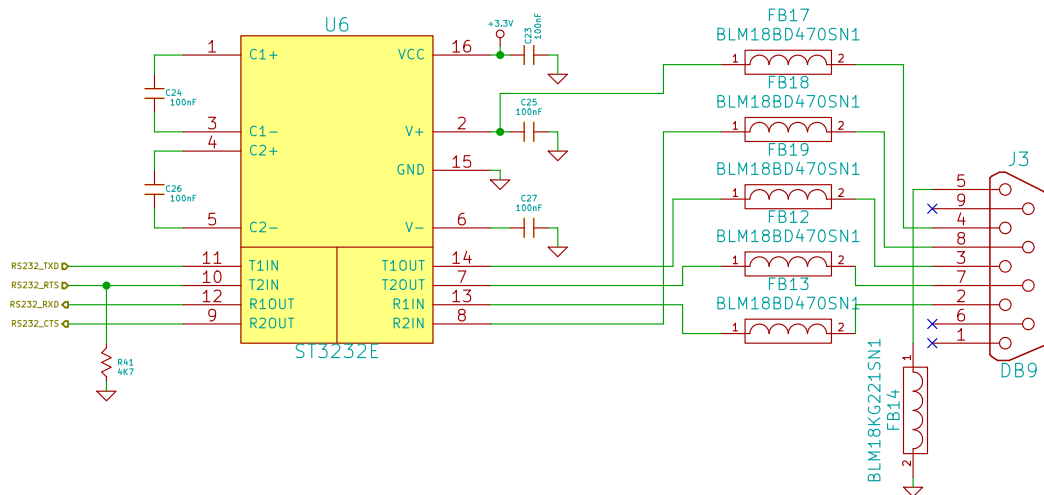 U6
1 C1+
3 C1-
4 C2+
5 C2-
11 T1IN
10 T2IN
12 R1OUT
9 R2OUT
VCC 16
V+ 2
GND 15
V- 6
T1OUT 14
T2OUT 7
R1IN 13
R2IN 8
ST3232E
C24
100nF
C26
100nF
RS232_TXD
RS232_RTS
RS232_RXD
RS232_CTS
R41
4K7
+3.3V
C23
100nF
C25
100nF
C27
100nF
FB17
BLM18BD470SN1
1 2
FB18
BLM18BD470SN1
1 2
FB19
BLM18BD470SN1
1 2
FB12
BLM18BD470SN1
1 2
FB13
BLM18BD470SN1
1 2
BLM18KG221SN1
FB14
1
2
J3
5
9
4
8
3
7
2
6
1
DB9